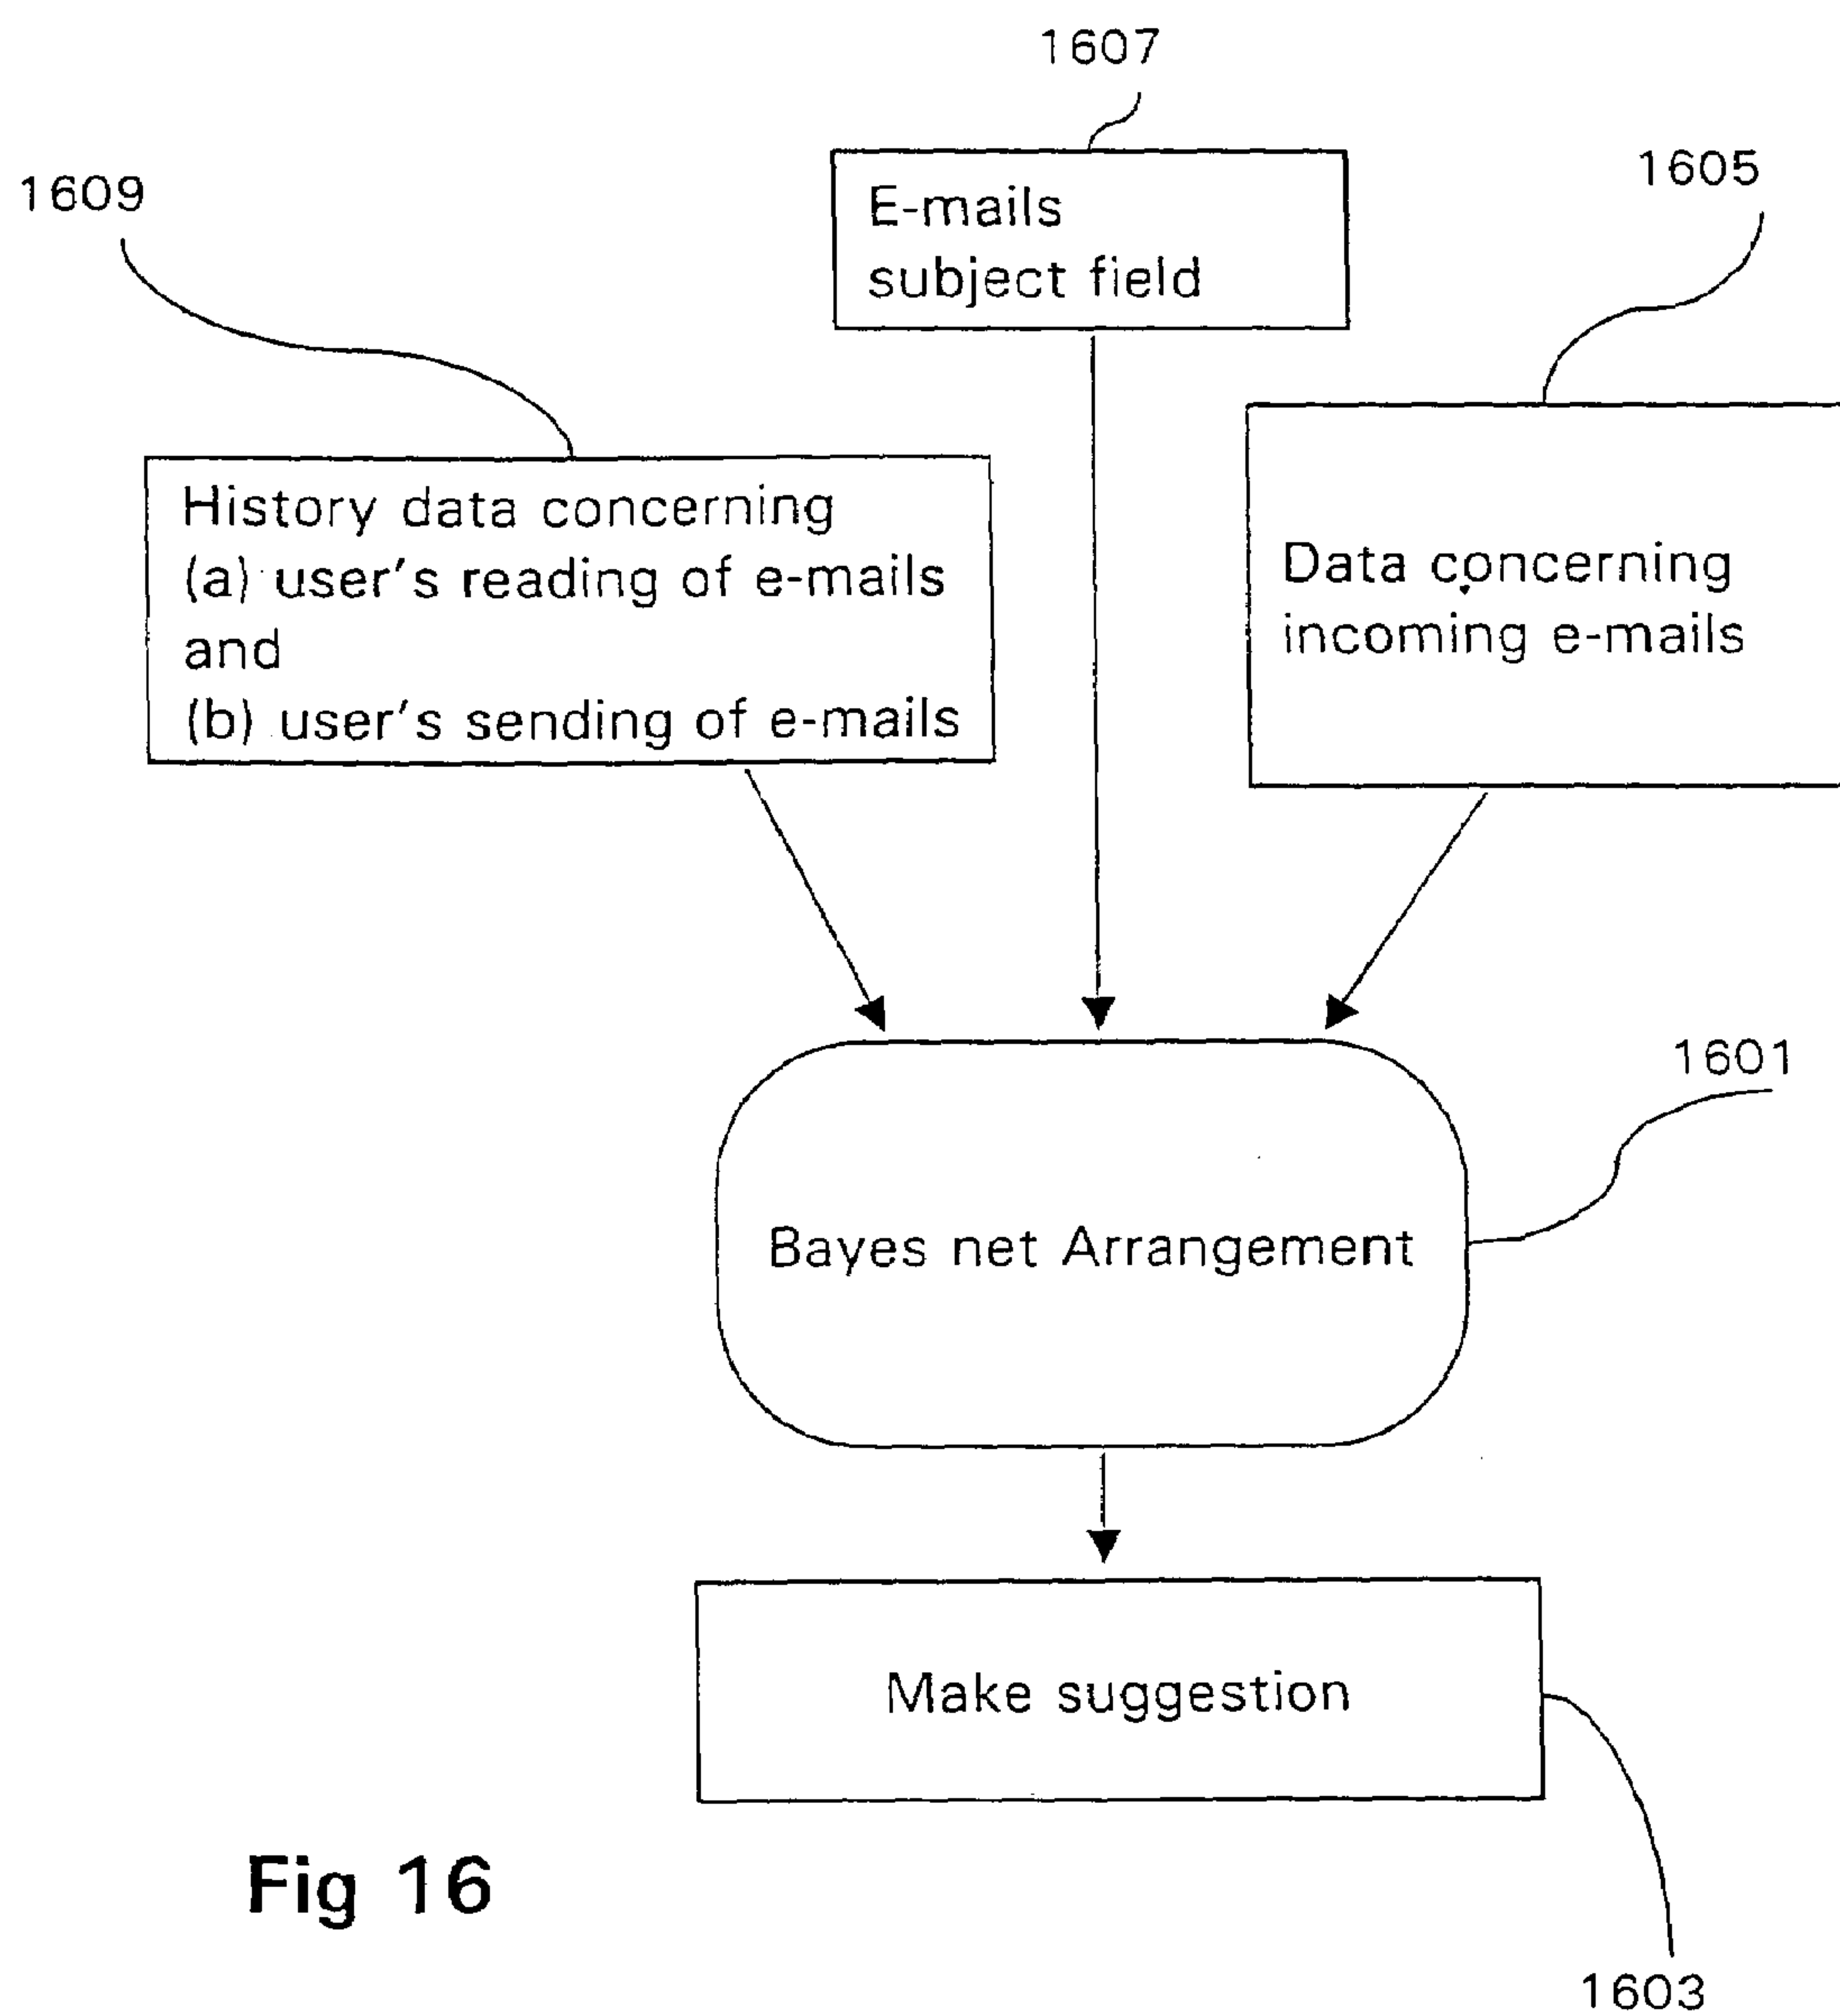 1607
1609
1605
E-mails
subject field
History data concerning
(a) user's reading of e-mails
and
(b) user's sending of e-mails
Data concerning
incoming e-mails
1601
Bayes net Arrangement
Make suggestion
Fig 16
1603